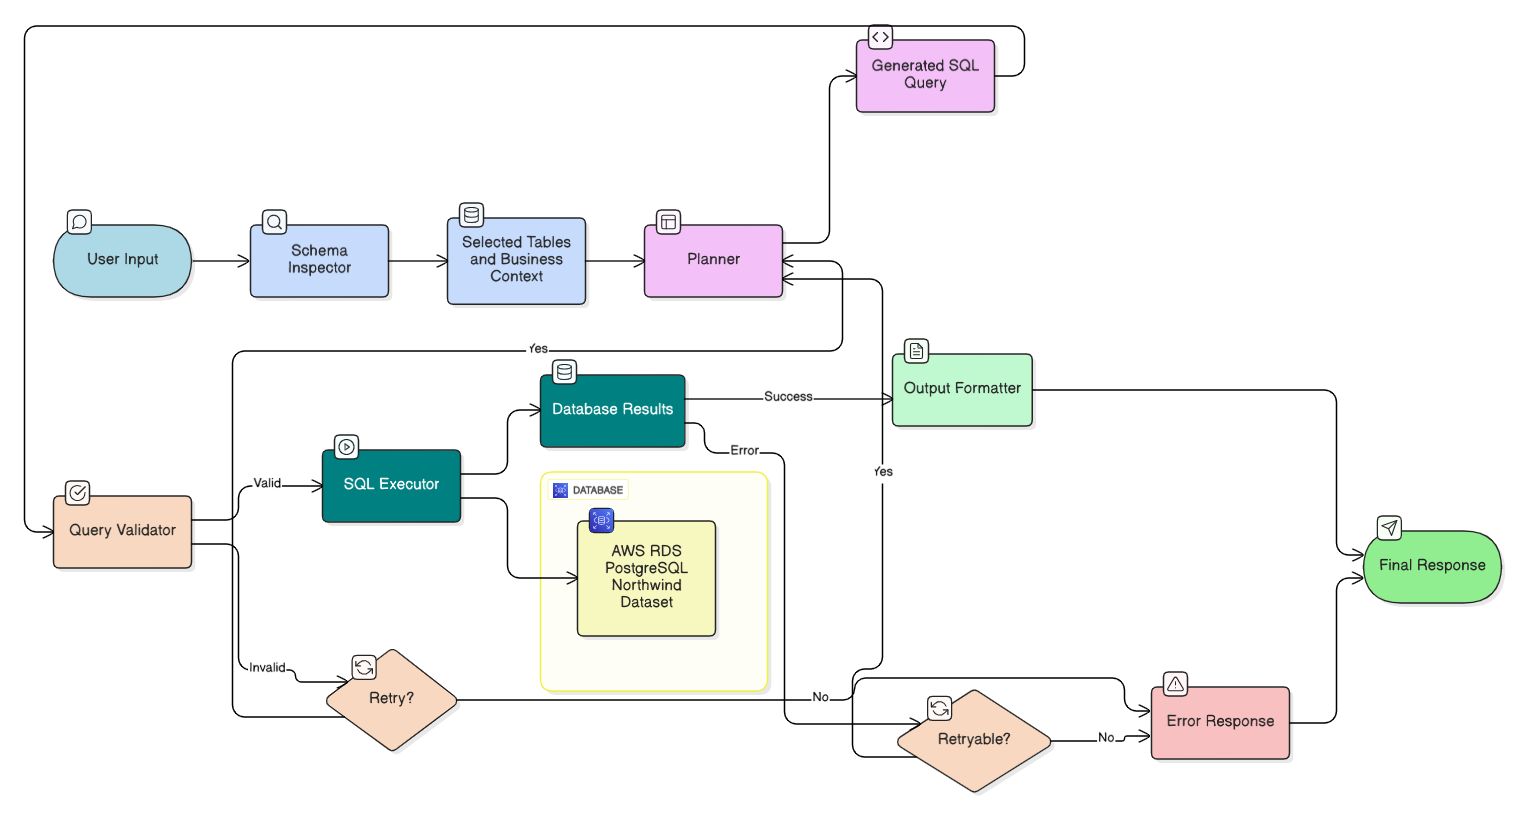 Generated SQL
Query
User Input
Schema
Inspector
Selected Tables
and Business
Context
Planner
Yes
Database Results
Success
Output Formatter
Error
Valid
SQL Executor
Yes
DATABASE
Query Validator
AWS RDS
PostgreSQL
Northwind
Dataset
Final Response
Invalid
Retry?
No
Retryable?
No
Error Response